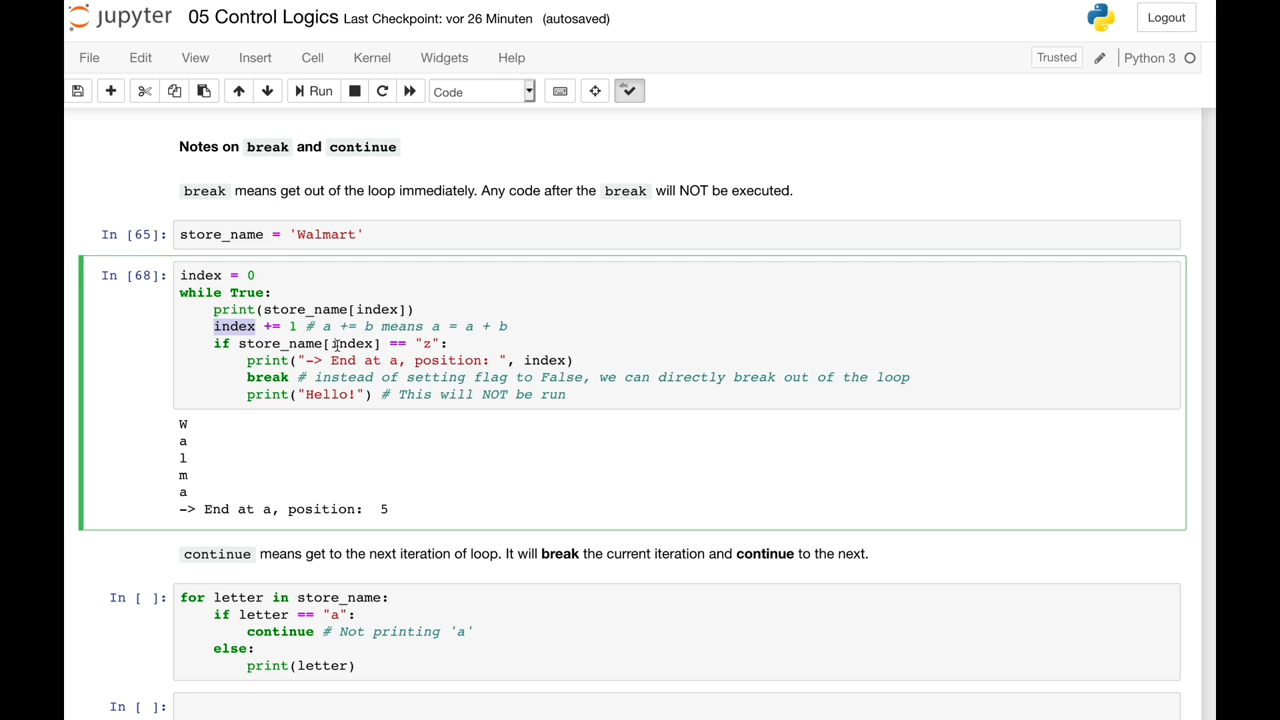 jupyter 05 Control Logics Last Checkpoint: vor 26 Minuten (autosaved) Logout
File Edit View Insert Cell Kernel Widgets Help Trusted Python 3
Run Code
Notes on break and continue
break means get out of the loop immediately. Any code after the break will NOT be executed.
In [65]: store_name = 'Walmart'
In [68]: index = 0
while True:
print(store_name[index])
index += 1 # a += b means a = a + b
if store_name[index] == "z":
print("-> End at a, position: ", index)
break # instead of setting flag to False, we can directly break out of the loop
print("Hello!") # This will NOT be run
W
a
l
m
a
-> End at a, position:  5
continue means get to the next iteration of loop. It will break the current iteration and continue to the next.
In [ ]: for letter in store_name:
if letter == "a":
continue # Not printing 'a'
else:
print(letter)
In [ ]: